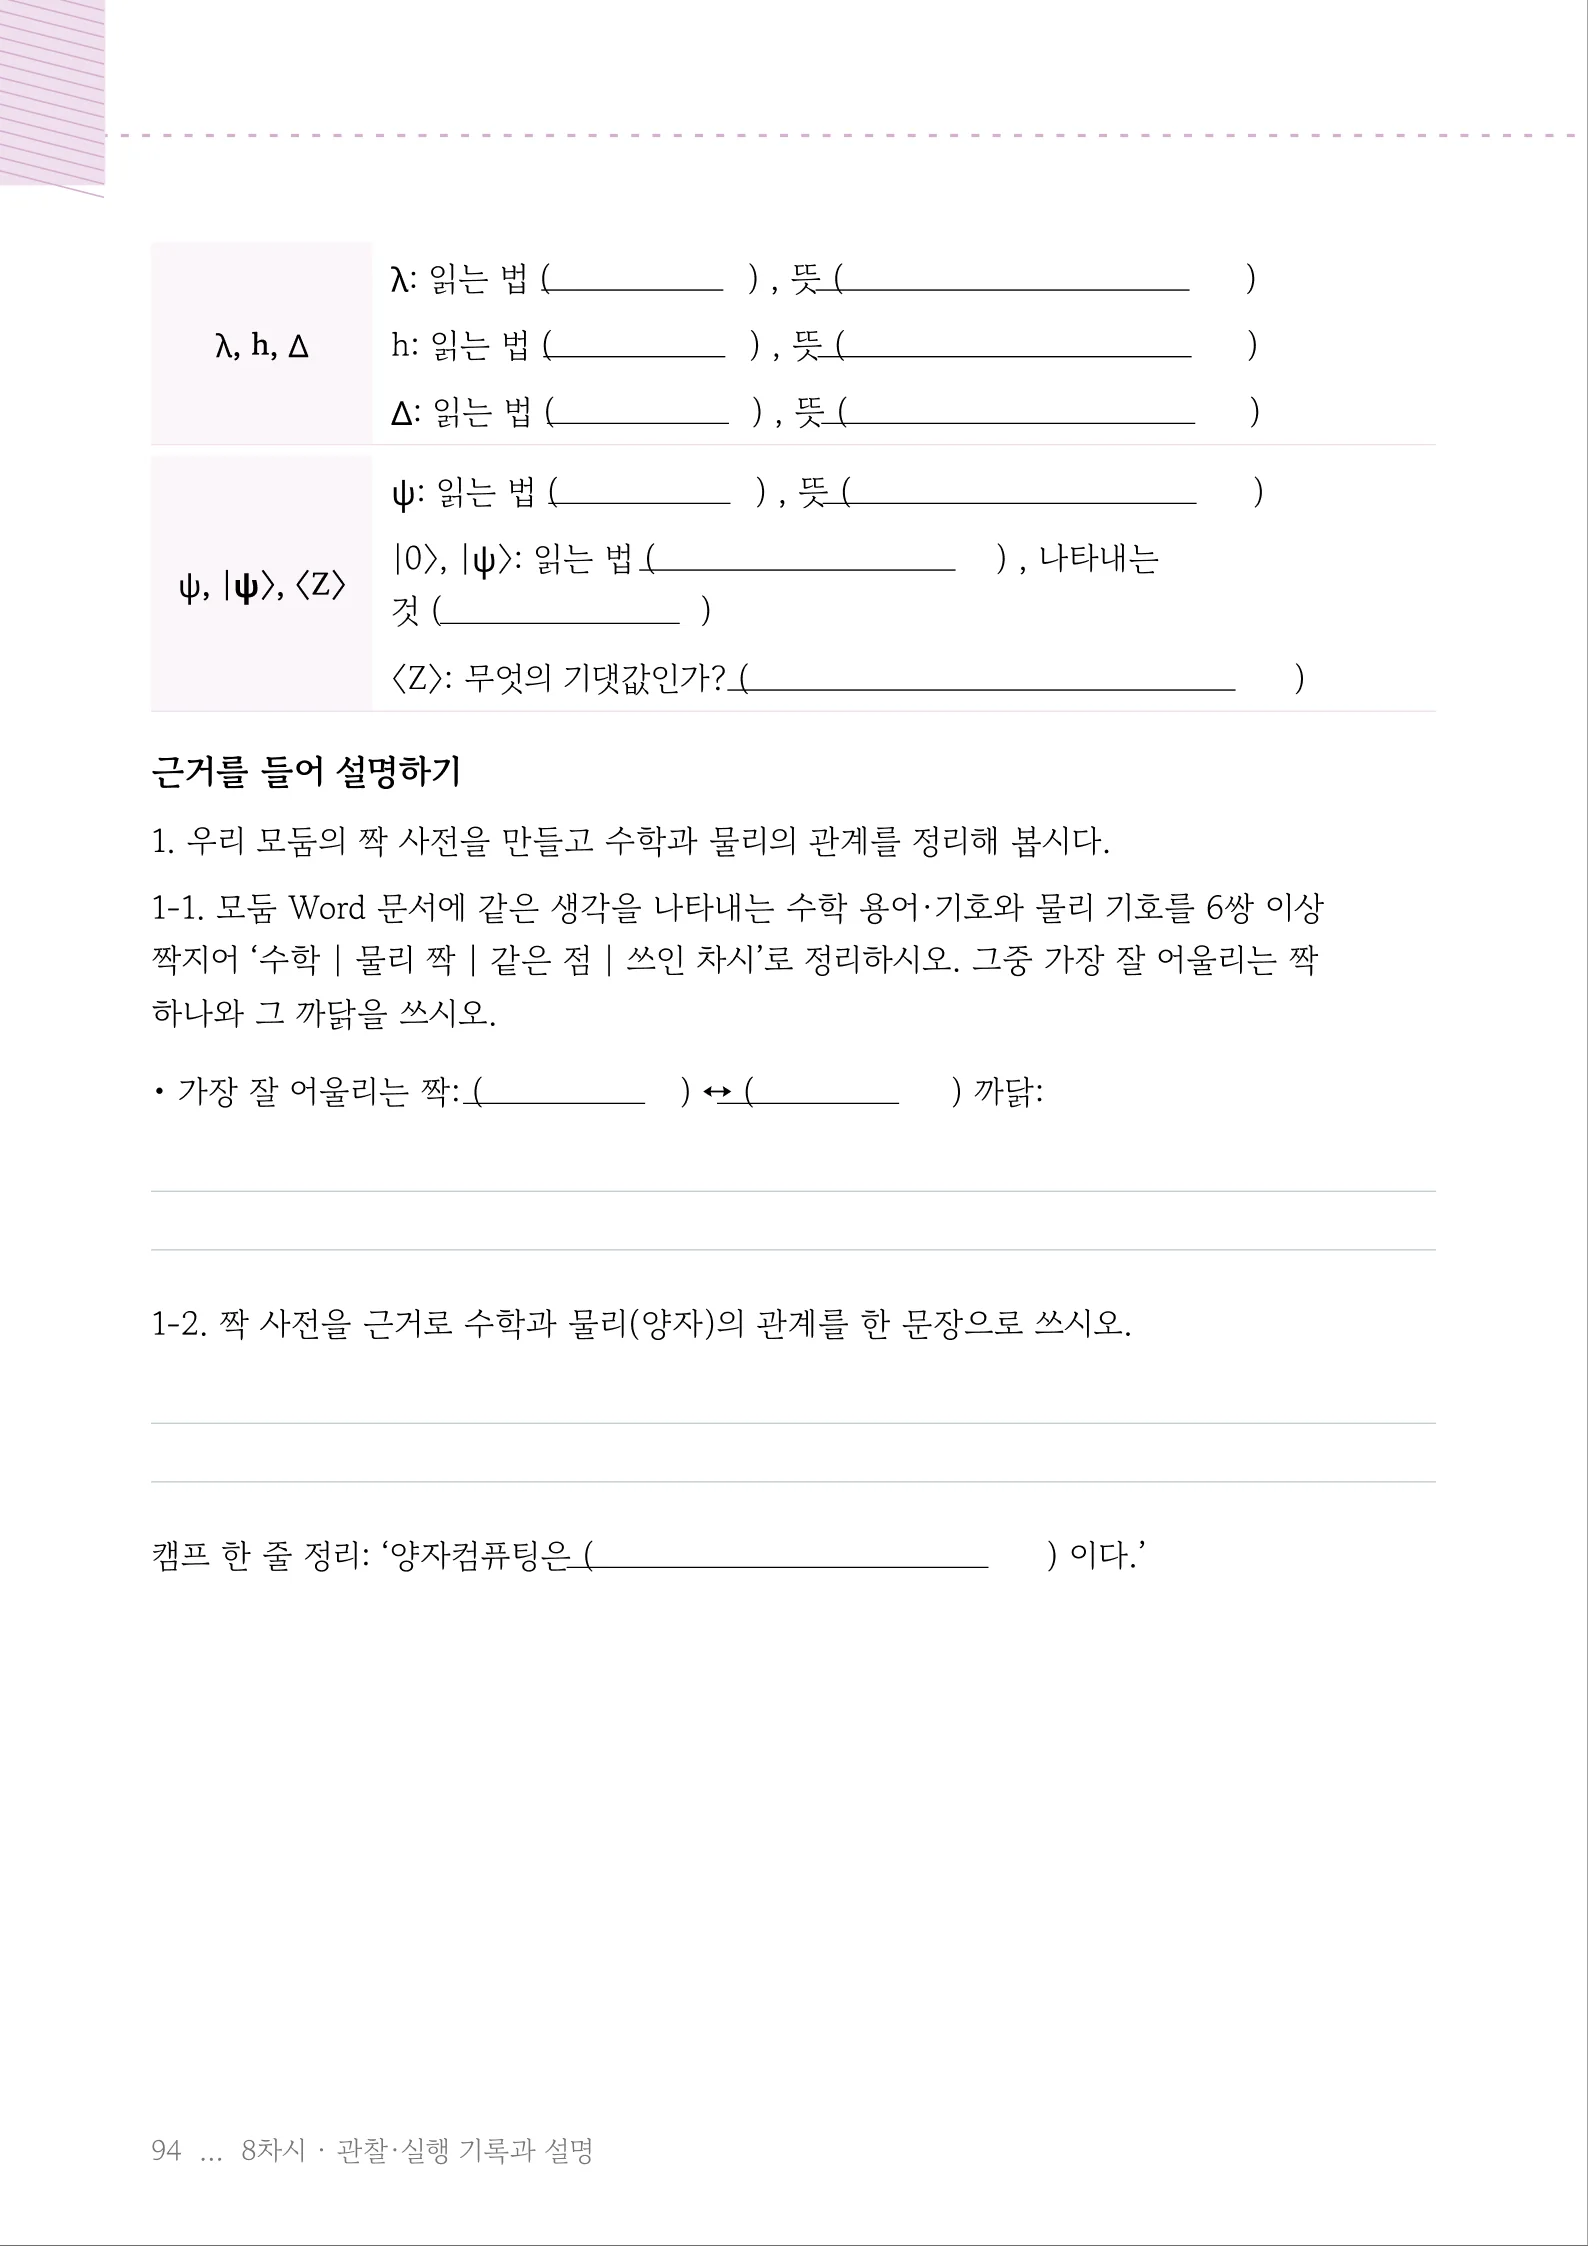 λ, h, Δ
λ: 읽는 법 ( ) , 뜻 ( )
h: 읽는 법 ( ) , 뜻 ( )
Δ: 읽는 법 ( ) , 뜻 ( )
ψ, |ψ〉, 〈Z〉
ψ: 읽는 법 ( ) , 뜻 ( )
|0〉, |ψ〉: 읽는 법 ( ) , 나타내는
것 ( )
〈Z〉: 무엇의 기댓값인가? ( )
근거를 들어 설명하기
1. 우리 모둠의 짝 사전을 만들고 수학과 물리의 관계를 정리해 봅시다.
1-1. 모둠 Word 문서에 같은 생각을 나타내는 수학 용어·기호와 물리 기호를 6쌍 이상
짝지어 ‘수학 | 물리 짝 | 같은 점 | 쓰인 차시’로 정리하시오. 그중 가장 잘 어울리는 짝
하나와 그 까닭을 쓰시오.
• 가장 잘 어울리는 짝: ( ) ↔ ( ) 까닭:
1-2. 짝 사전을 근거로 수학과 물리(양자)의 관계를 한 문장으로 쓰시오.
캠프 한 줄 정리: ‘양자컴퓨팅은 ( ) 이다.’
94 ... 8차시 · 관찰·실행 기록과 설명